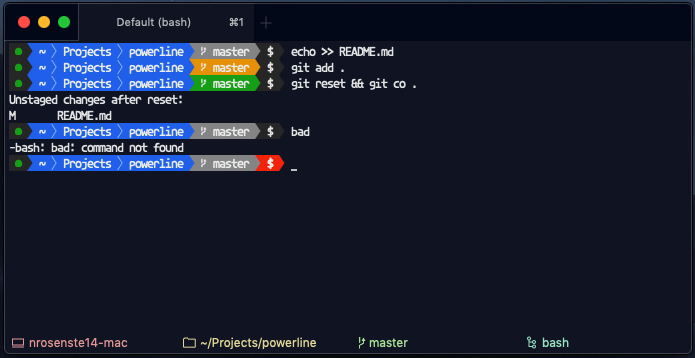 Default (bash) ⌘1 +
~ Projects powerline master $ echo >> README.md
~ Projects powerline master $ git add .
~ Projects powerline master $ git reset && git co .
Unstaged changes after reset:
M README.md
~ Projects powerline master $ bad
-bash: bad: command not found
~ Projects powerline master $ _
nrosenste14-mac ~/Projects/powerline master bash